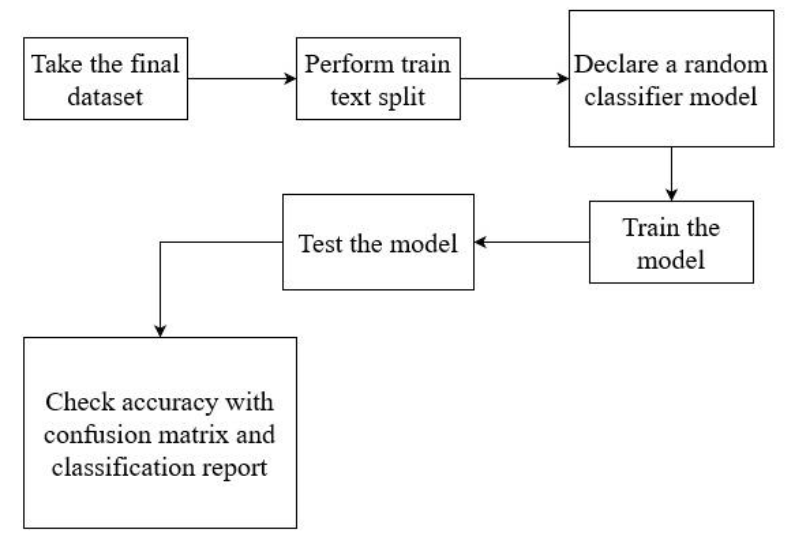 Take the final
dataset
Perform train
text split
Declare a random
classifier model
Train the
model
Test the model
Check accuracy with
confusion matrix and
classification report